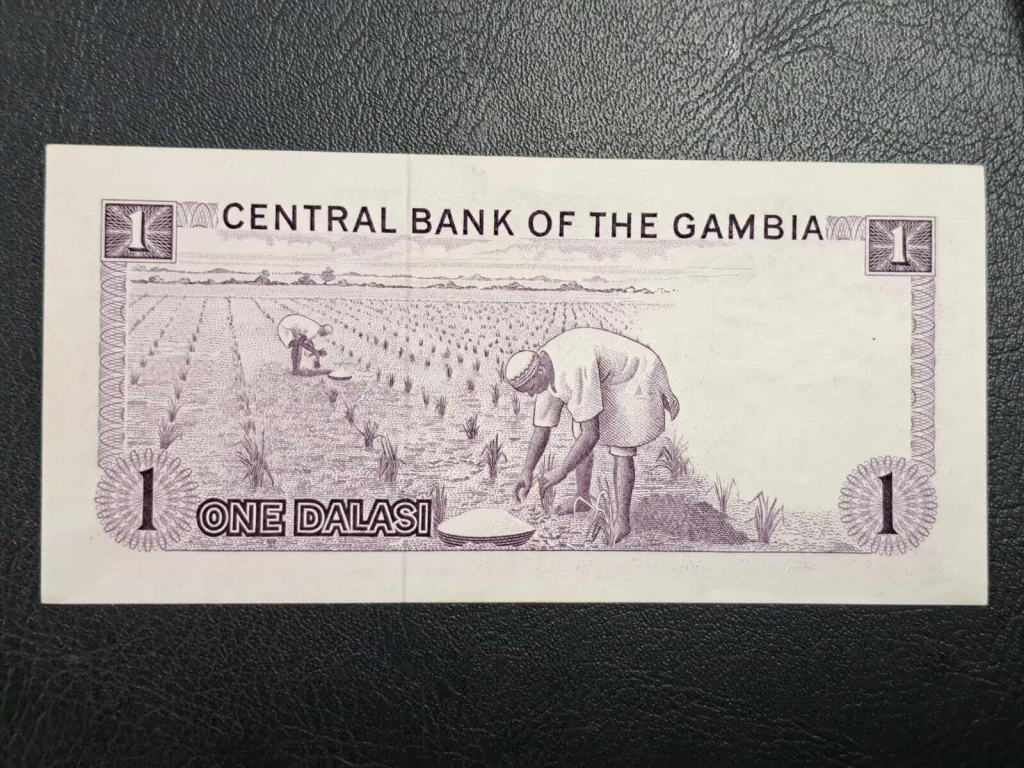 1 CENTRAL BANK OF THE GAMBIA 1
1 ONE DALASI 1